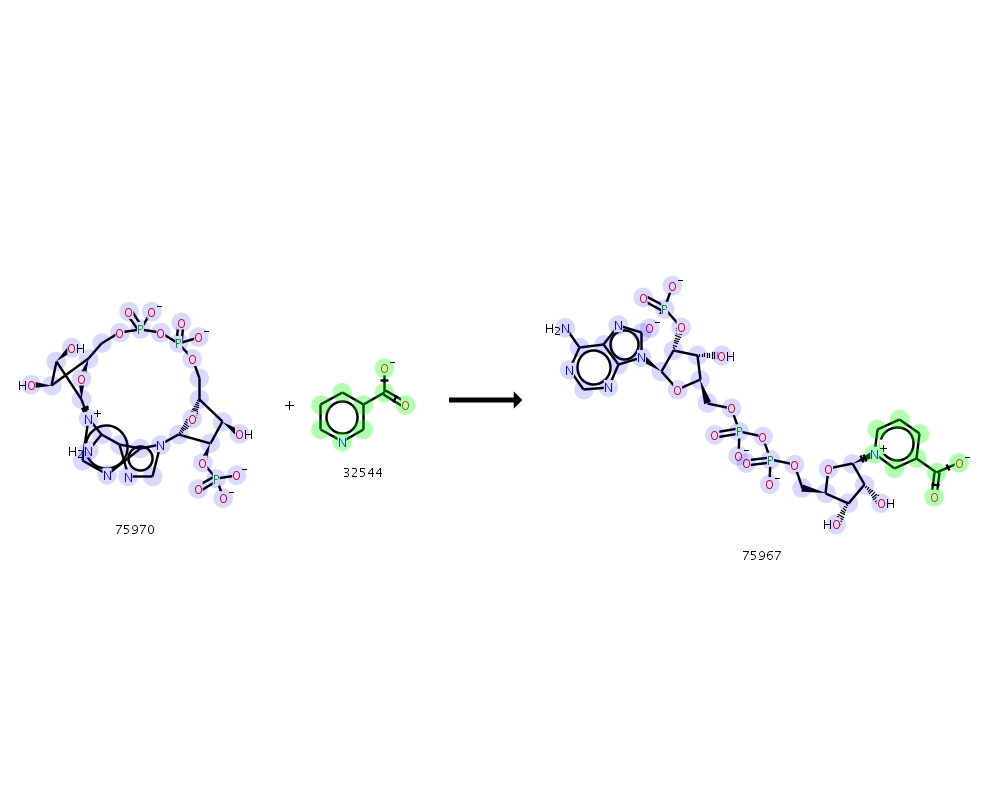 O O⁻ O O⁻
O P O P
OH O
HO O
N⁺ O
H₂N N OH
N N O
P O⁻
O O⁻
75970
+
O⁻
O
N
32544
O⁻
O P
H₂N N O⁻ O
N N OH
N O
O
O P O
O⁻ O P O
O⁻
O N⁺ O⁻
O
OH
HO
75967